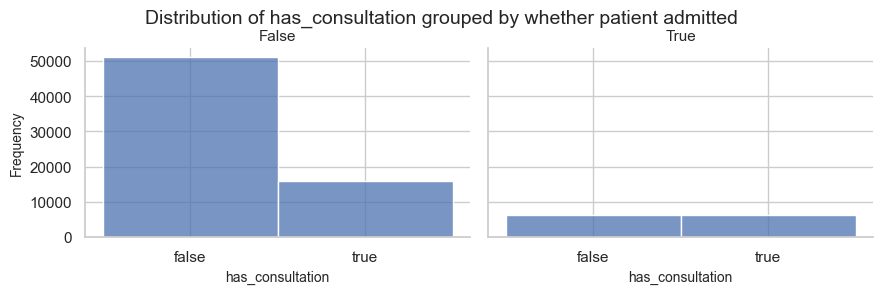 Distribution of has_consultation grouped by whether patient admitted
False
True
Frequency
50000
40000
30000
20000
10000
0
false
true
false
true
has_consultation
has_consultation